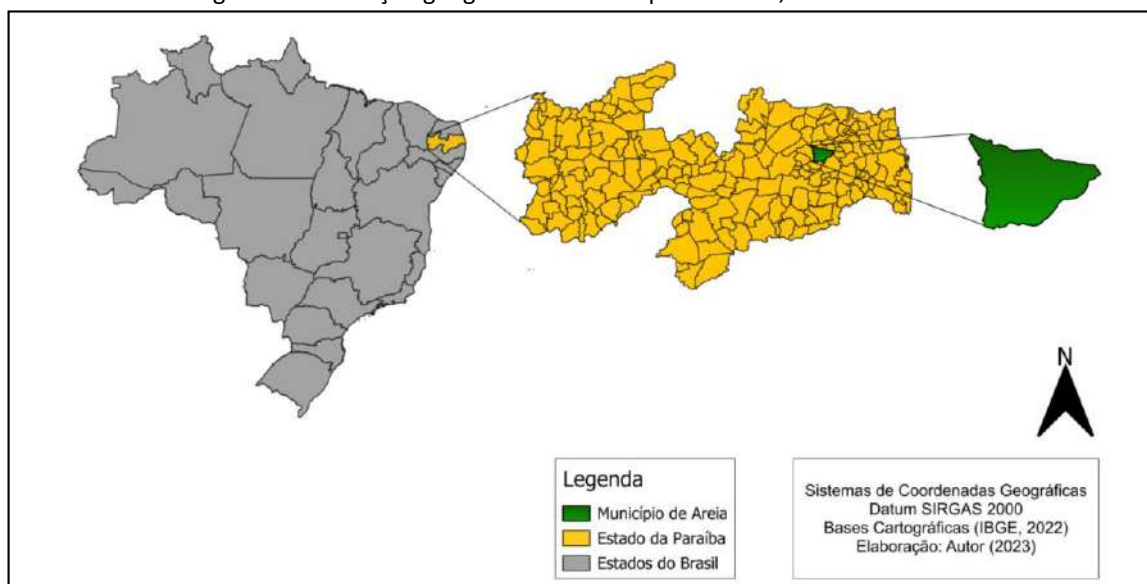 N
Legenda
Município de Areia
Estado da Paraíba
Estados do Brasil
Sistemas de Coordenadas Geográficas
Datum SIRGAS 2000
Bases Cartográficas (IBGE, 2022)
Elaboração: Autor (2023)